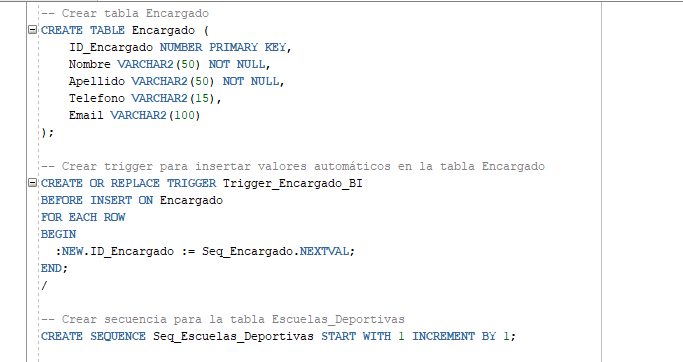 -- Crear tabla Encargado
CREATE TABLE Encargado (
    ID_Encargado NUMBER PRIMARY KEY,
    Nombre VARCHAR2(50) NOT NULL,
    Apellido VARCHAR2(50) NOT NULL,
    Telefono VARCHAR2(15),
    Email VARCHAR2(100)
);
-- Crear trigger para insertar valores automáticos en la tabla Encargado
CREATE OR REPLACE TRIGGER Trigger_Encargado_BI
BEFORE INSERT ON Encargado
FOR EACH ROW
BEGIN
  :NEW.ID_Encargado := Seq_Encargado.NEXTVAL;
END;
/
-- Crear secuencia para la tabla Escuelas_Deportivas
CREATE SEQUENCE Seq_Escuelas_Deportivas START WITH 1 INCREMENT BY 1;